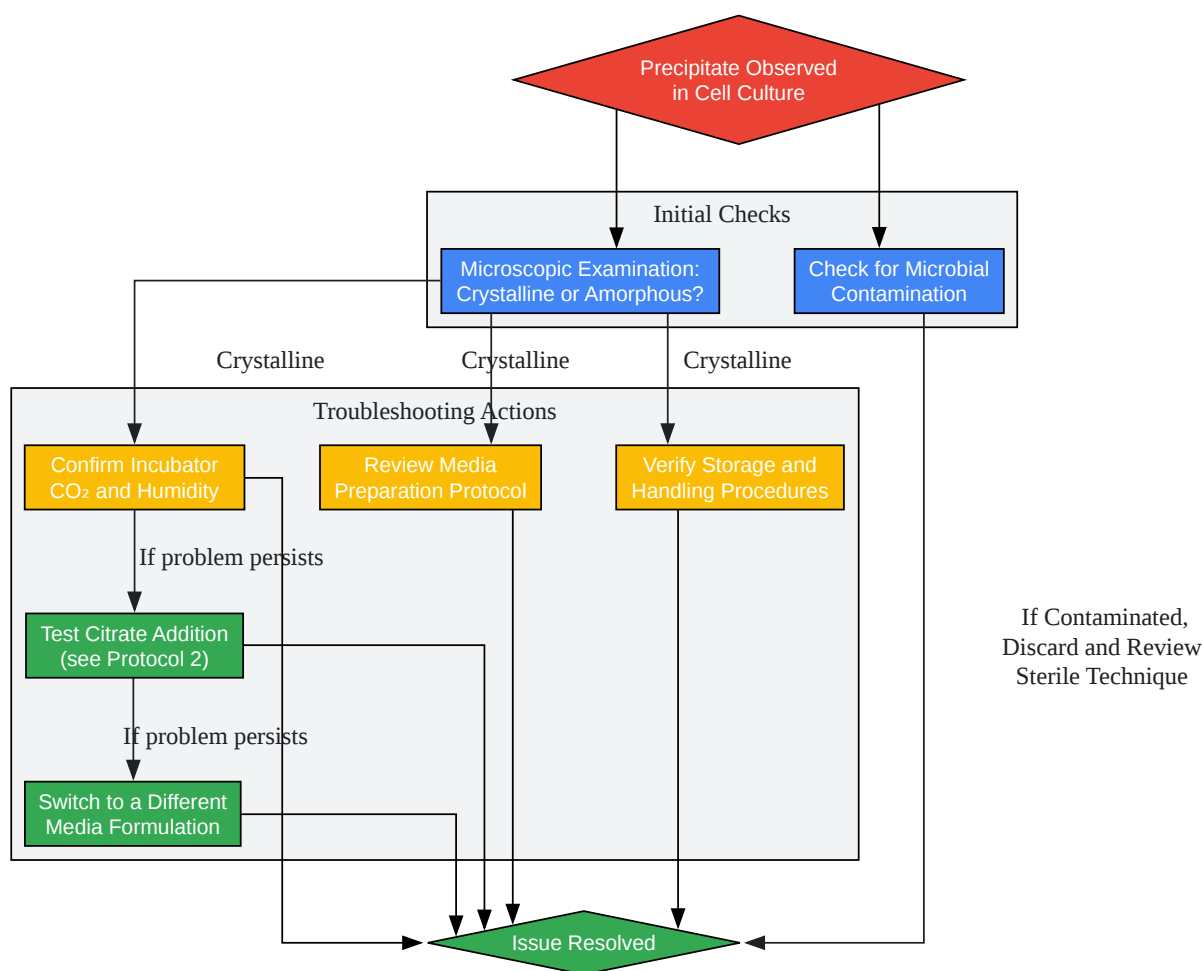 Precipitate Observed
in Cell Culture
Initial Checks
Microscopic Examination:
Crystalline or Amorphous?
Check for Microbial
Contamination
Crystalline
Crystalline
Crystalline
Troubleshooting Actions
Confirm Incubator
CO₂ and Humidity
Review Media
Preparation Protocol
Verify Storage and
Handling Procedures
If problem persists
Test Citrate Addition
(see Protocol 2)
If Contaminated,
Discard and Review
Sterile Technique
If problem persists
Switch to a Different
Media Formulation
Issue Resolved